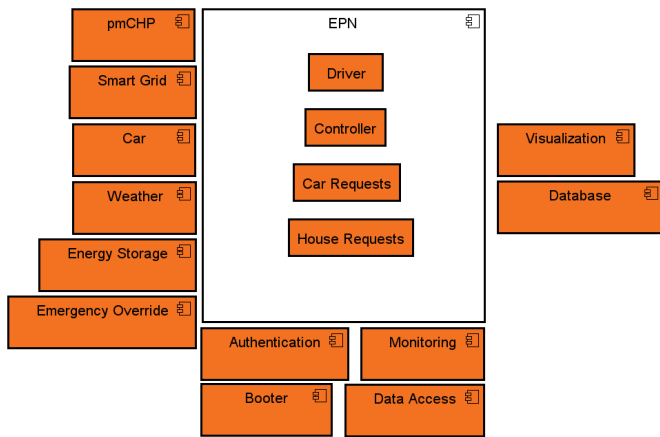 pmCHP
Smart Grid
Car
Weather
Energy Storage
Emergency Override
EPN
Driver
Controller
Car Requests
House Requests
Visualization
Database
Authentication
Monitoring
Booter
Data Access